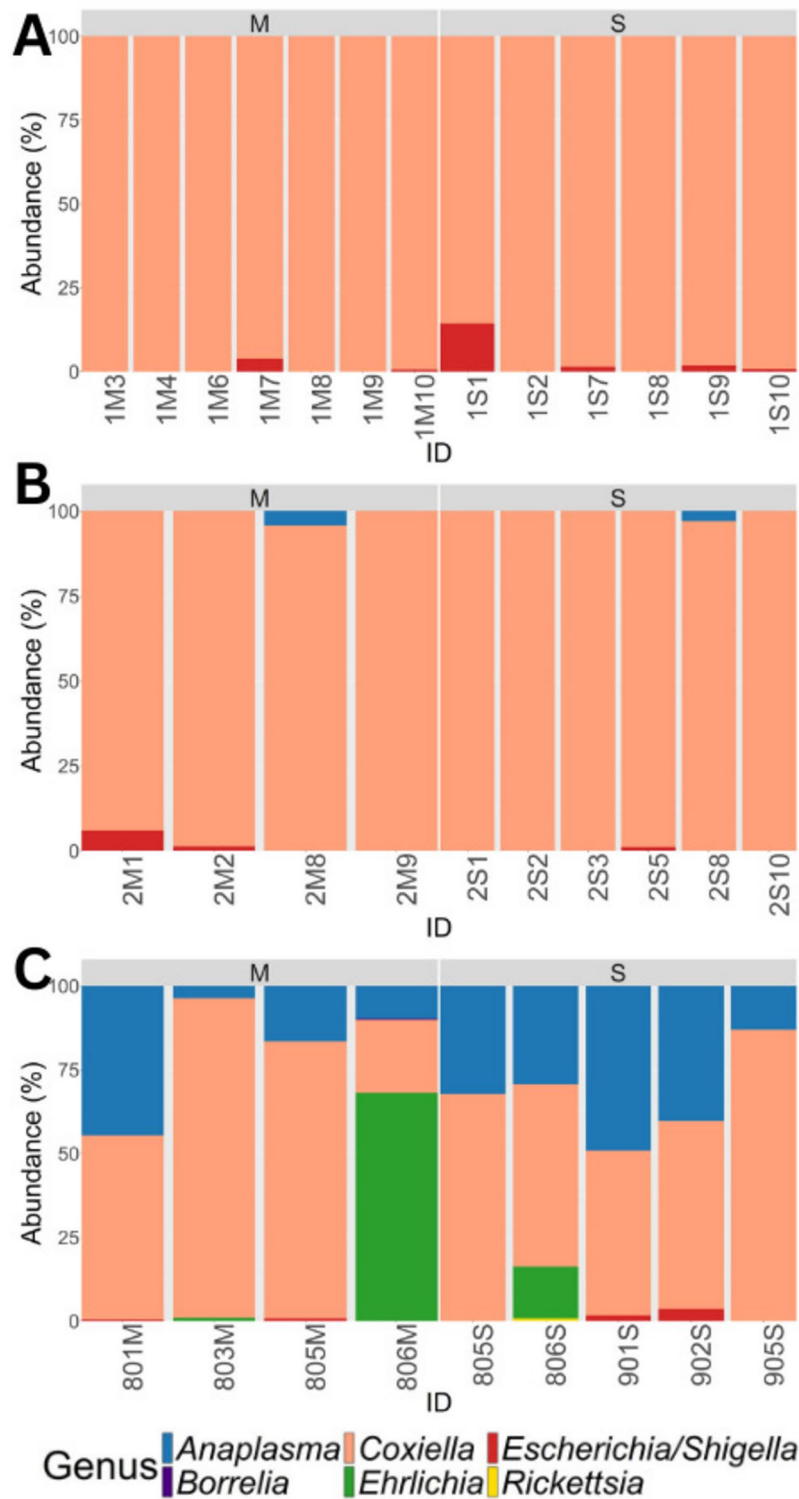 A
M S
100
75
50
25
0
Abundance (%)
1M3 1M4 1M6 1M7 1M8 1M9 1M10 1S1 1S2 1S7 1S8 1S9 1S10
ID
B
M S
100
75
50
25
0
Abundance (%)
2M1 2M2 2M8 2M9 2S1 2S2 2S3 2S5 2S8 2S10
ID
C
M S
100
75
50
25
0
Abundance (%)
801M 803M 805M 806M 805S 806S 901S 902S 905S
ID
Genus
Anaplasma Coxiella Escherichia/Shigella
Borrelia Ehrlichia Rickettsia